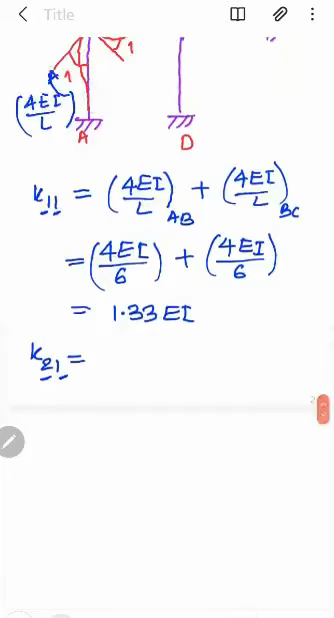 Title
1 1
(4EI/L)
A D
k₁₁ = (4EI/L)AB + (4EI/L)BC
= (4EI/6) + (4EI/6)
= 1.33 EI
k₂₁ =